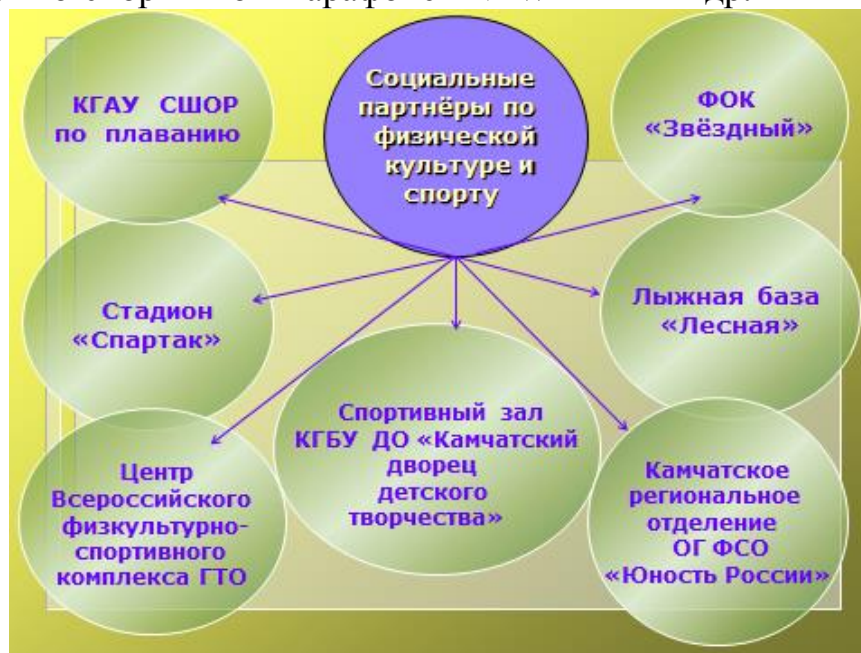 Социальные
партнёры по
физической
культуре и
спорту
КГАУ СШОР
по плаванию
ФОК
«Звёздный»
Стадион
«Спартак»
Лыжная база
«Лесная»
Центр
Всероссийского
физкультурно-
спортивного
комплекса ГТО
Спортивный зал
КГБУ ДО «Камчатский
дворец
детского
творчества»
Камчатское
региональное
отделение
ОГ ФСО
«Юность России»